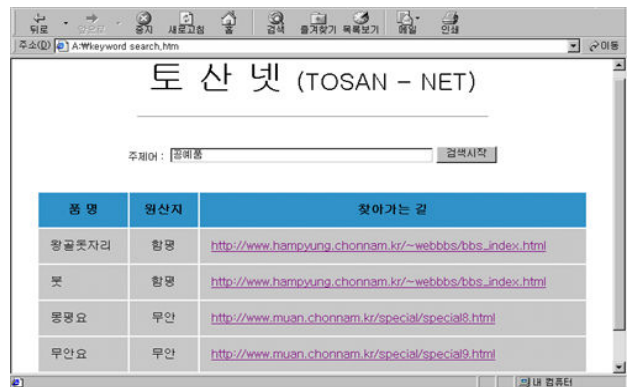 뒤로 앞으로 중지 새로고침 홈 검색 즐겨찾기 목록보기 메일 인쇄
주소(D) A:₩keyword search.htm 이동
토 산 넷 (TOSAN – NET)
주제어 : 공예품 검색시작
품 명 원산지 찾아가는 길
왕골돗자리 함평 http://www.hampyung.chonnam.kr/~webbbs/bbs_index.html
붓 함평 http://www.hampyung.chonnam.kr/~webbbs/bbs_index.html
몽평요 무안 http://www.muan.chonnam.kr/special/special8.html
무안요 무안 http://www.muan.chonnam.kr/special/special9.html
내 컴퓨터